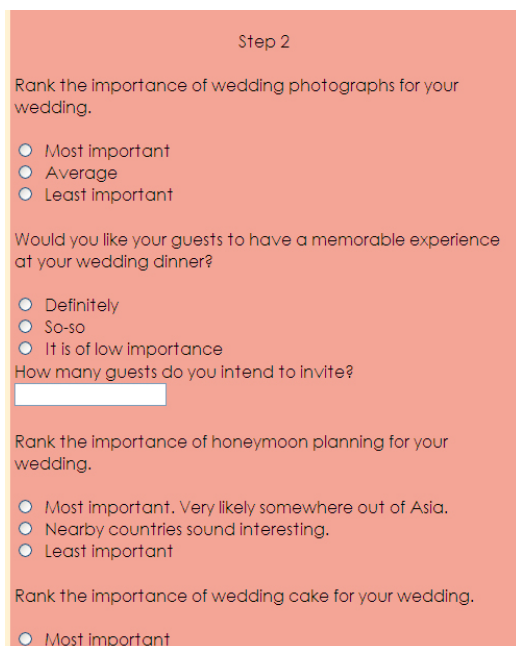 Step 2
Rank the importance of wedding photographs for your
wedding.
Most important
Average
Least important
Would you like your guests to have a memorable experience
at your wedding dinner?
Definitely
So-so
It is of low importance
How many guests do you intend to invite?
Rank the importance of honeymoon planning for your
wedding.
Most important. Very likely somewhere out of Asia.
Nearby countries sound interesting.
Least important
Rank the importance of wedding cake for your wedding.
Most important